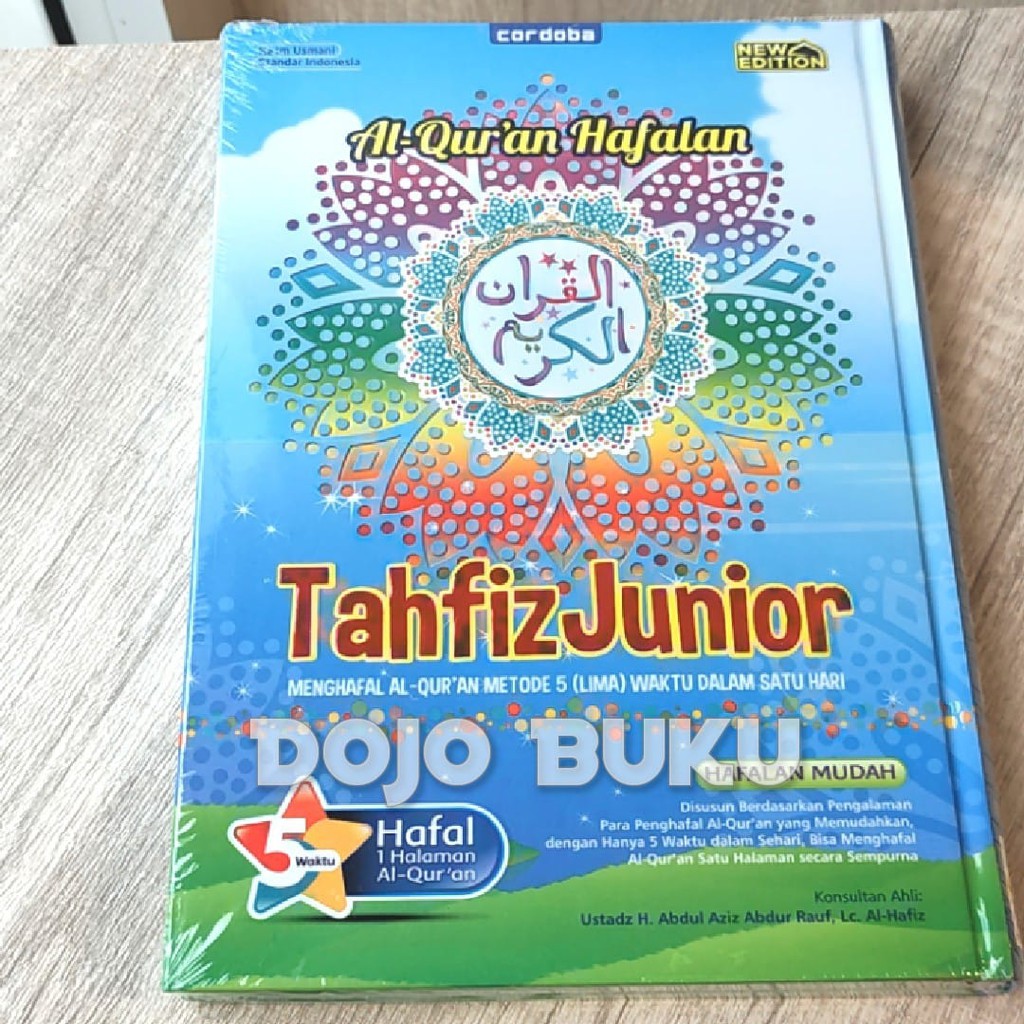 cordoba
Rasm Usmani
Standar Indonesia
NEW
EDITION
Al-Qur'an Hafalan
القرآن
الكريم
Tahfiz Junior
MENGHAFAL AL-QUR'AN METODE 5 (LIMA) WAKTU DALAM SATU HARI
DOJO BUKU
HAFALAN MUDAH
Disusun Berdasarkan Pengalaman
Para Penghafal Al-Qur'an yang Memudahkan,
dengan Hanya 5 Waktu dalam Sehari, Bisa Menghafal
Al-Qur'an Satu Halaman secara Sempurna
5
Waktu
Hafal
1 Halaman
Al-Qur'an
Konsultan Ahli:
Ustadz H. Abdul Aziz Abdur Rauf, Lc. Al-Hafiz